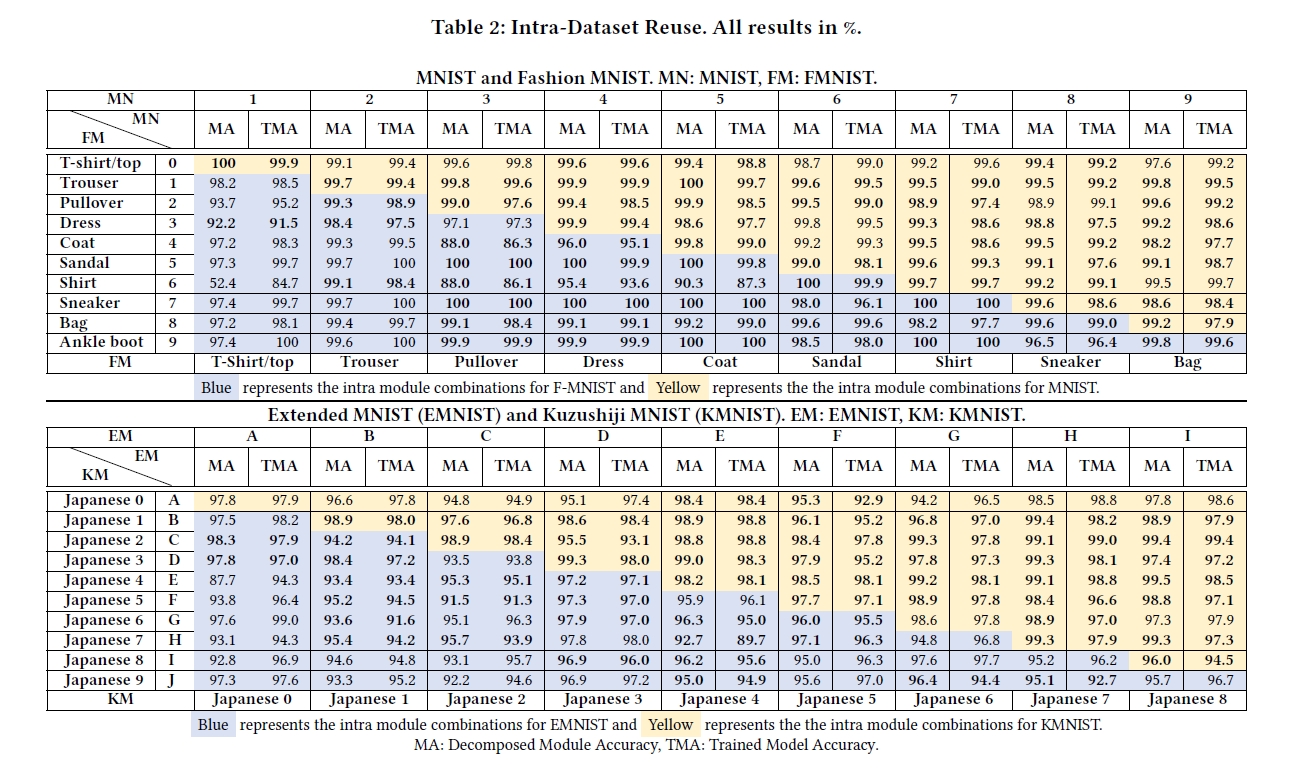 Table 2: Intra-Dataset Reuse. All results in %.
MNIST and Fashion MNIST. MN: MNIST, FM: FMNIST.
MN 1 2 3 4 5 6 7 8 9
MN FM MA TMA MA TMA MA TMA MA TMA MA TMA MA TMA MA TMA MA TMA MA TMA
T-shirt/top 0 100 99.9 99.1 99.4 99.6 99.8 99.6 99.6 99.4 98.8 98.7 99.0 99.2 99.6 99.4 99.2 97.6 99.2
Trouser 1 98.2 98.5 99.7 99.4 99.8 99.6 99.9 99.9 100 99.7 99.6 99.5 99.5 99.0 99.5 99.2 99.8 99.5
Pullover 2 93.7 95.2 99.3 98.9 99.0 97.6 99.4 98.5 99.9 98.5 99.5 99.0 98.9 97.4 98.9 99.1 99.6 99.2
Dress 3 92.2 91.5 98.4 97.5 97.1 97.3 99.9 99.4 98.6 97.7 99.8 99.5 99.3 98.6 98.8 97.5 99.2 98.6
Coat 4 97.2 98.3 99.3 99.5 88.0 86.3 96.0 95.1 99.8 99.0 99.2 99.3 99.5 98.6 99.5 99.2 98.2 97.7
Sandal 5 97.3 99.7 99.7 100 100 100 100 99.9 100 99.8 99.0 98.1 99.6 99.3 99.1 97.6 99.1 98.7
Shirt 6 52.4 84.7 99.1 98.4 88.0 86.1 95.4 93.6 90.3 87.3 100 99.9 99.7 99.7 99.2 99.1 99.5 99.7
Sneaker 7 97.4 99.7 99.7 100 100 100 100 100 100 100 98.0 96.1 100 100 99.6 98.6 98.6 98.4
Bag 8 97.2 98.1 99.4 99.7 99.1 98.4 99.1 99.1 99.2 99.0 99.6 99.6 98.2 97.7 99.6 99.0 99.2 97.9
Ankle boot 9 97.4 100 99.6 100 99.9 99.9 99.9 99.9 100 100 98.5 98.0 100 100 96.5 96.4 99.8 99.6
FM T-Shirt/top Trouser Pullover Dress Coat Sandal Shirt Sneaker Bag
Blue represents the intra module combinations for F-MNIST and Yellow represents the the intra module combinations for MNIST.
Extended MNIST (EMNIST) and Kuzushiji MNIST (KMNIST). EM: EMNIST, KM: KMNIST.
EM A B C D E F G H I
EM KM MA TMA MA TMA MA TMA MA TMA MA TMA MA TMA MA TMA MA TMA MA TMA
Japanese 0 A 97.8 97.9 96.6 97.8 94.8 94.9 95.1 97.4 98.4 98.4 95.3 92.9 94.2 96.5 98.5 98.8 97.8 98.6
Japanese 1 B 97.5 98.2 98.9 98.0 97.6 96.8 98.6 98.4 98.9 98.8 96.1 95.2 96.8 97.0 99.4 98.2 98.9 97.9
Japanese 2 C 98.3 97.9 94.2 94.1 98.9 98.4 95.5 93.1 98.8 98.8 98.4 97.8 99.3 97.8 99.1 99.0 99.4 99.4
Japanese 3 D 97.8 97.0 98.4 97.2 93.5 93.8 99.3 98.0 99.0 98.3 97.9 95.2 97.8 97.3 99.3 98.1 97.4 97.2
Japanese 4 E 87.7 94.3 93.4 93.4 95.3 95.1 97.2 97.1 98.2 98.1 98.5 98.1 99.2 98.1 99.1 98.8 99.5 98.5
Japanese 5 F 93.8 96.4 95.2 94.5 91.5 91.3 97.3 97.0 95.9 96.1 97.7 97.1 98.9 97.8 98.4 96.6 98.8 97.1
Japanese 6 G 97.6 99.0 93.6 91.6 95.1 96.3 97.9 97.0 96.3 95.0 96.0 95.5 98.6 97.8 98.9 97.0 97.3 97.9
Japanese 7 H 93.1 94.3 95.4 94.2 95.7 93.9 97.8 98.0 92.7 89.7 97.1 96.3 94.8 96.8 99.3 97.9 99.3 97.3
Japanese 8 I 92.8 96.9 94.6 94.8 93.1 95.7 96.9 96.0 96.2 95.6 95.0 96.3 97.6 97.7 95.2 96.2 96.0 94.5
Japanese 9 J 97.3 97.6 93.3 95.2 92.2 94.6 96.9 97.2 95.0 94.9 95.6 97.0 96.4 94.4 95.1 92.7 95.7 96.7
KM Japanese 0 Japanese 1 Japanese 2 Japanese 3 Japanese 4 Japanese 5 Japanese 6 Japanese 7 Japanese 8
Blue represents the intra module combinations for EMNIST and Yellow represents the the intra module combinations for KMNIST.
MA: Decomposed Module Accuracy, TMA: Trained Model Accuracy.